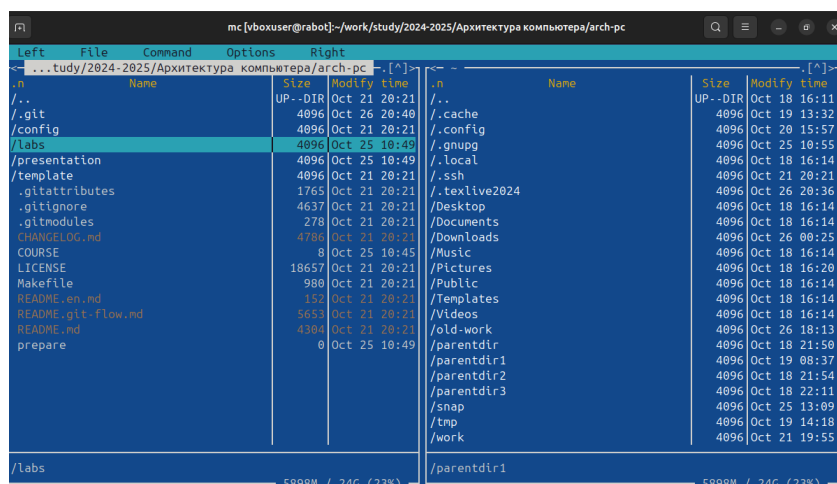 mc [vboxuser@rabot]:~/work/study/2024-2025/Архитектура компьютера/arch-pc
Left File Command Options Right
<─ ...tudy/2024-2025/Архитектура компьютера/arch-pc ─.[^]>
.n Name Size Modify time
/.. UP--DIR Oct 21 20:21
/.git 4096 Oct 26 20:40
/config 4096 Oct 21 20:21
/labs 4096 Oct 25 10:49
/presentation 4096 Oct 25 10:49
/template 4096 Oct 21 20:21
.gitattributes 1765 Oct 21 20:21
.gitignore 4637 Oct 21 20:21
.gitmodules 278 Oct 21 20:21
CHANGELOG.md 4786 Oct 21 20:21
COURSE 8 Oct 25 10:45
LICENSE 18657 Oct 21 20:21
Makefile 980 Oct 21 20:21
README.en.md 152 Oct 21 20:21
README.git-flow.md 5653 Oct 21 20:21
README.md 4304 Oct 21 20:21
prepare 0 Oct 25 10:49
/labs
5898M / 24G (23%)
<─ ~ ─.[^]>
.n Name Size Modify time
/.. UP--DIR Oct 18 16:11
/.cache 4096 Oct 19 13:32
/.config 4096 Oct 20 15:57
/.gnupg 4096 Oct 25 10:55
/.local 4096 Oct 18 16:14
/.ssh 4096 Oct 21 20:21
/.texlive2024 4096 Oct 26 20:36
/Desktop 4096 Oct 18 16:14
/Documents 4096 Oct 18 16:14
/Downloads 4096 Oct 26 00:25
/Music 4096 Oct 18 16:14
/Pictures 4096 Oct 18 16:20
/Public 4096 Oct 18 16:14
/Templates 4096 Oct 18 16:14
/Videos 4096 Oct 18 16:14
/old-work 4096 Oct 26 18:13
/parentdir 4096 Oct 18 21:50
/parentdir1 4096 Oct 19 08:37
/parentdir2 4096 Oct 18 21:54
/parentdir3 4096 Oct 18 22:11
/snap 4096 Oct 25 13:09
/tmp 4096 Oct 19 14:18
/work 4096 Oct 21 19:55
/parentdir1
5898M / 24G (23%)